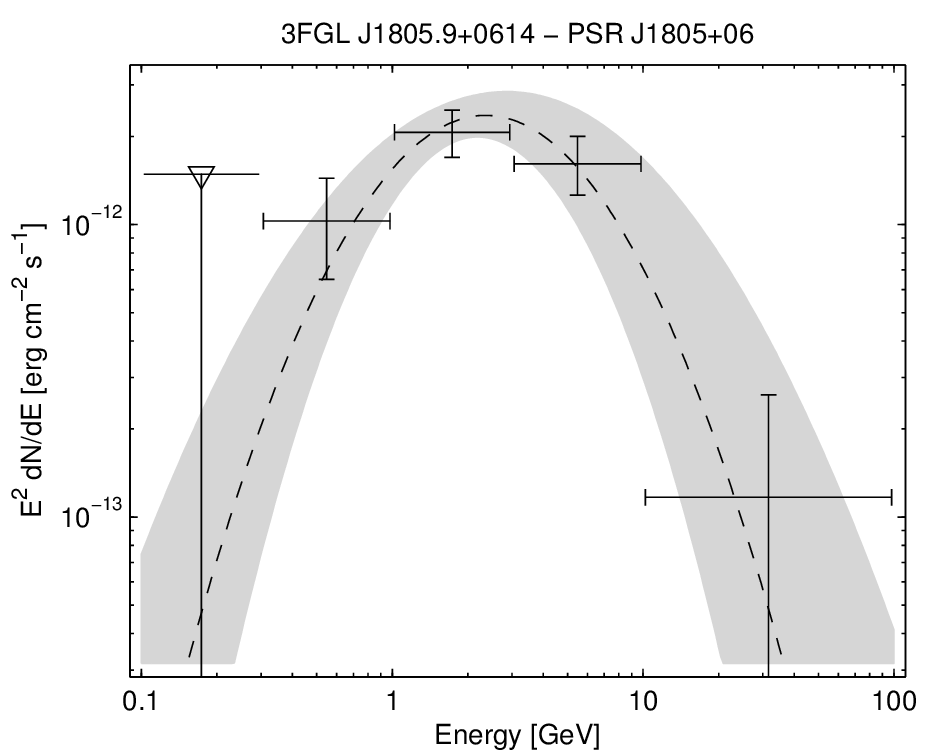 3FGL J1805.9+0614 − PSR J1805+06
E² dN/dE [erg cm⁻² s⁻¹]
10⁻¹²
10⁻¹³
0.1 1 10 100
Energy [GeV]